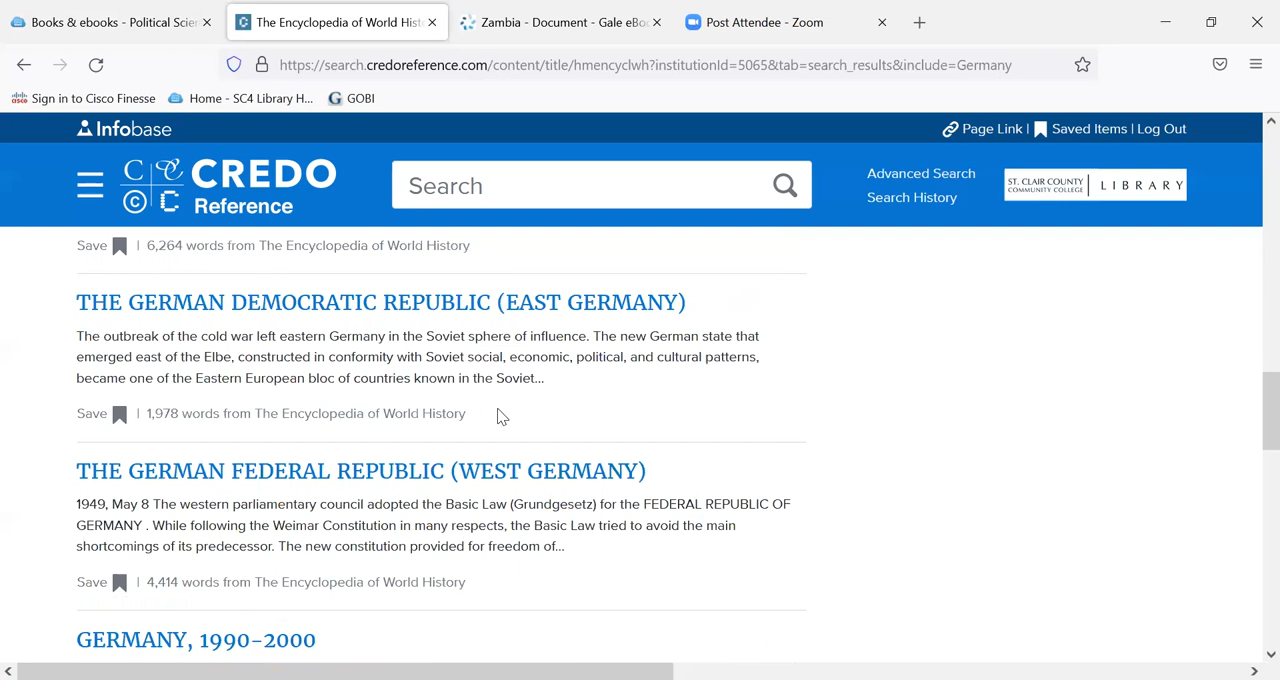 Books & ebooks - Political Scien
The Encyclopedia of World Histo
Zambia - Document - Gale eBoo
Post Attendee - Zoom
https://search.credoreference.com/content/title/hmencyclwh?institutionId=5065&tab=search_results&include=Germany
cisco Sign in to Cisco Finesse
Home - SC4 Library H...
G GOBI
Infobase
Page Link | Saved Items | Log Out
CREDO
Reference
Search
Advanced Search
Search History
ST. CLAIR COUNTY
COMMUNITY COLLEGE
LIBRARY
Save | 6,264 words from The Encyclopedia of World History
THE GERMAN DEMOCRATIC REPUBLIC (EAST GERMANY)
The outbreak of the cold war left eastern Germany in the Soviet sphere of influence. The new German state that
emerged east of the Elbe, constructed in conformity with Soviet social, economic, political, and cultural patterns,
became one of the Eastern European bloc of countries known in the Soviet...
Save | 1,978 words from The Encyclopedia of World History
THE GERMAN FEDERAL REPUBLIC (WEST GERMANY)
1949, May 8 The western parliamentary council adopted the Basic Law (Grundgesetz) for the FEDERAL REPUBLIC OF
GERMANY . While following the Weimar Constitution in many respects, the Basic Law tried to avoid the main
shortcomings of its predecessor. The new constitution provided for freedom of...
Save | 4,414 words from The Encyclopedia of World History
GERMANY, 1990–2000